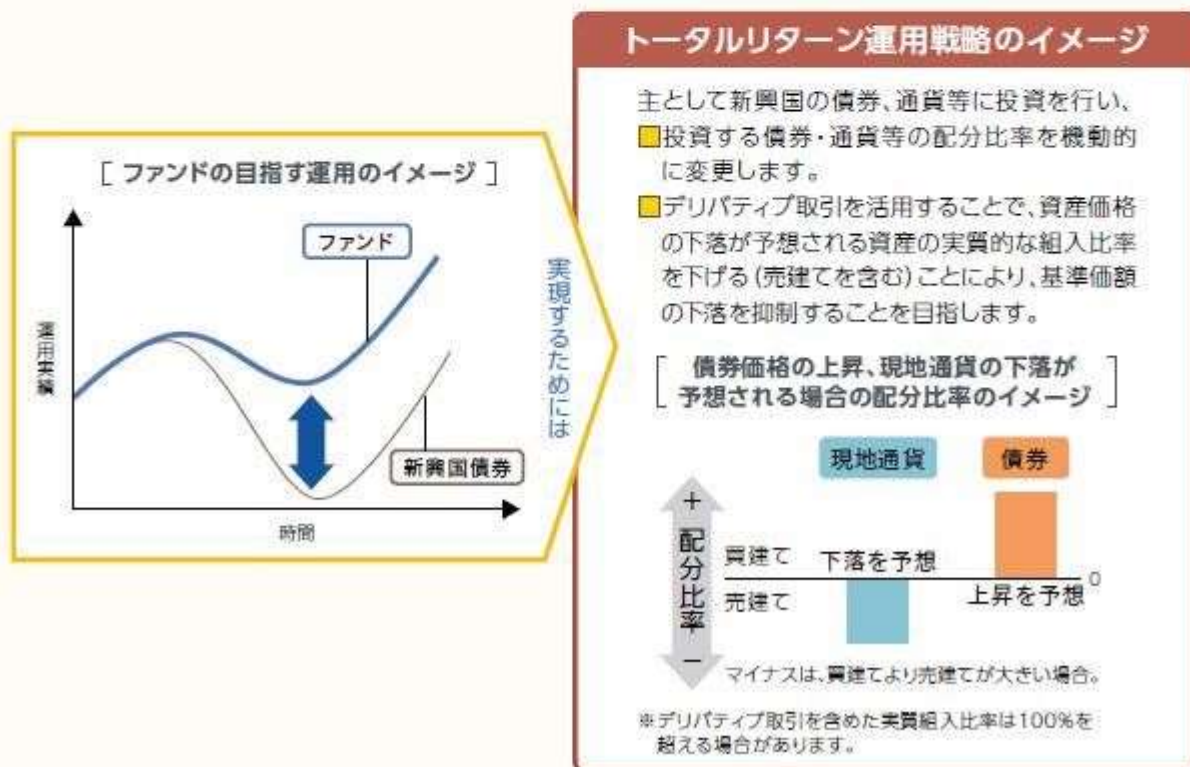 [ ファンドの目指す運用のイメージ ]
ファンド
運用実績
新興国債券
時間
実現するためには
トータルリターン運用戦略のイメージ
主として新興国の債券、通貨等に投資を行い、
■投資する債券・通貨等の配分比率を機動的
に変更します。
■デリバティブ取引を活用することで、資産価格
の下落が予想される資産の実質的な組入比率
を下げる(売建てを含む)ことにより、基準価額
の下落を抑制することを目指します。
[ 債券価格の上昇、現地通貨の下落が
予想される場合の配分比率のイメージ ]
現地通貨 債券
+ 配分比率 −
買建て 下落を予想
0
売建て 上昇を予想
マイナスは、買建てより売建てが大きい場合。
※デリバティブ取引を含めた実質組入比率は100%を
超える場合があります。